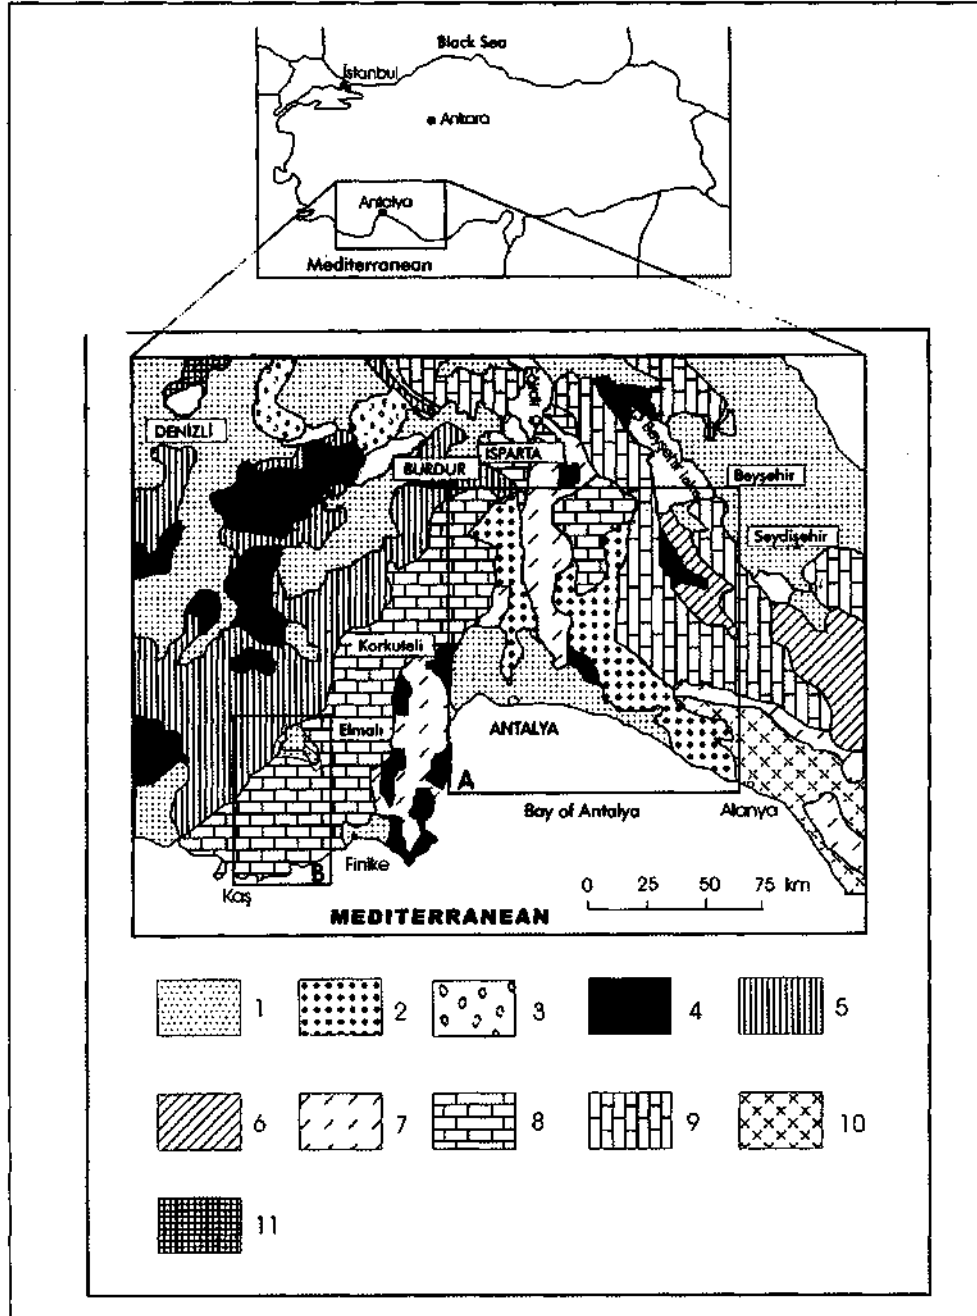 Black Sea
İstanbul
Ankara
Antalya
Mediterranean
DENİZLİ
ISPARTA
BURDUR
Beyşehir
Seydişehir
Korkuteli
Elmalı
ANTALYA
A
Bay of Antalya
Alanya
Finike
B
Kaş
0 25 50 75 km
MEDITERRANEAN
1 2 3 4 5
6 7 8 9 10
11